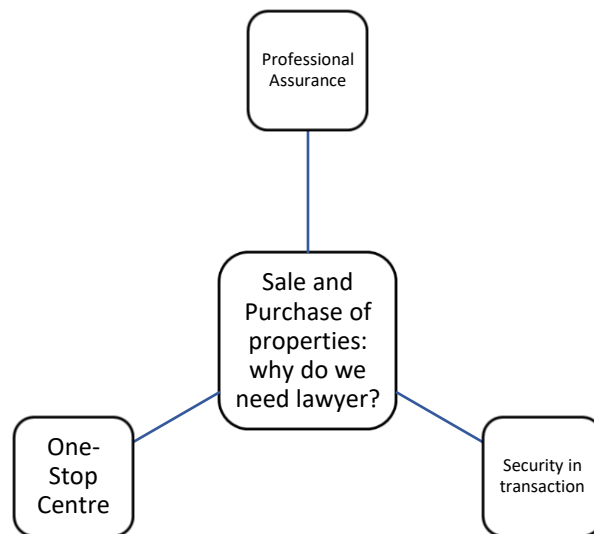 Professional
Assurance
Sale and
Purchase of
properties:
why do we
need lawyer?
One-
Stop
Centre
Security in
transaction